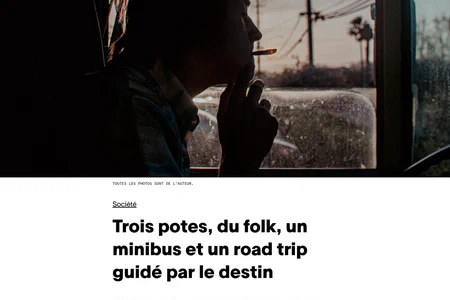 TOUTES LES PHOTOS SONT DE L'AUTEUR.
Société
Trois potes, du folk, un
minibus et un road trip
guidé par le destin